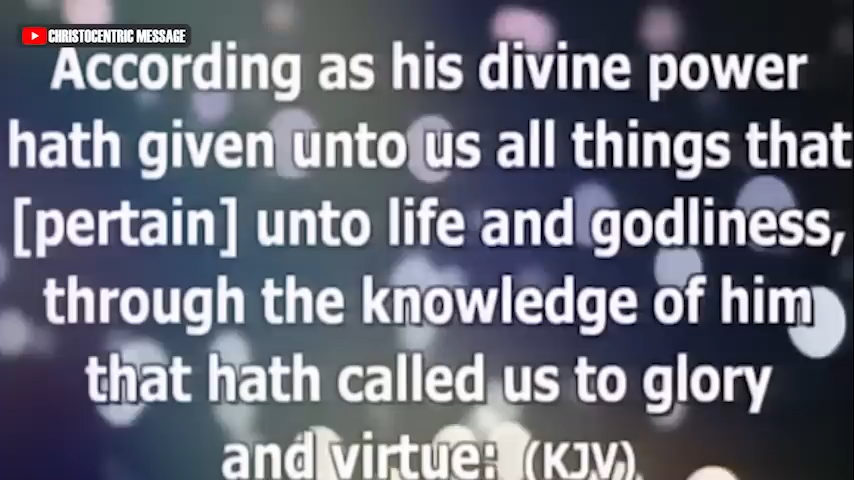 CHRISTOCENTRIC MESSAGE
According as his divine power
hath given unto us all things that
[pertain] unto life and godliness,
through the knowledge of him
that hath called us to glory
and virtue: (KJV)